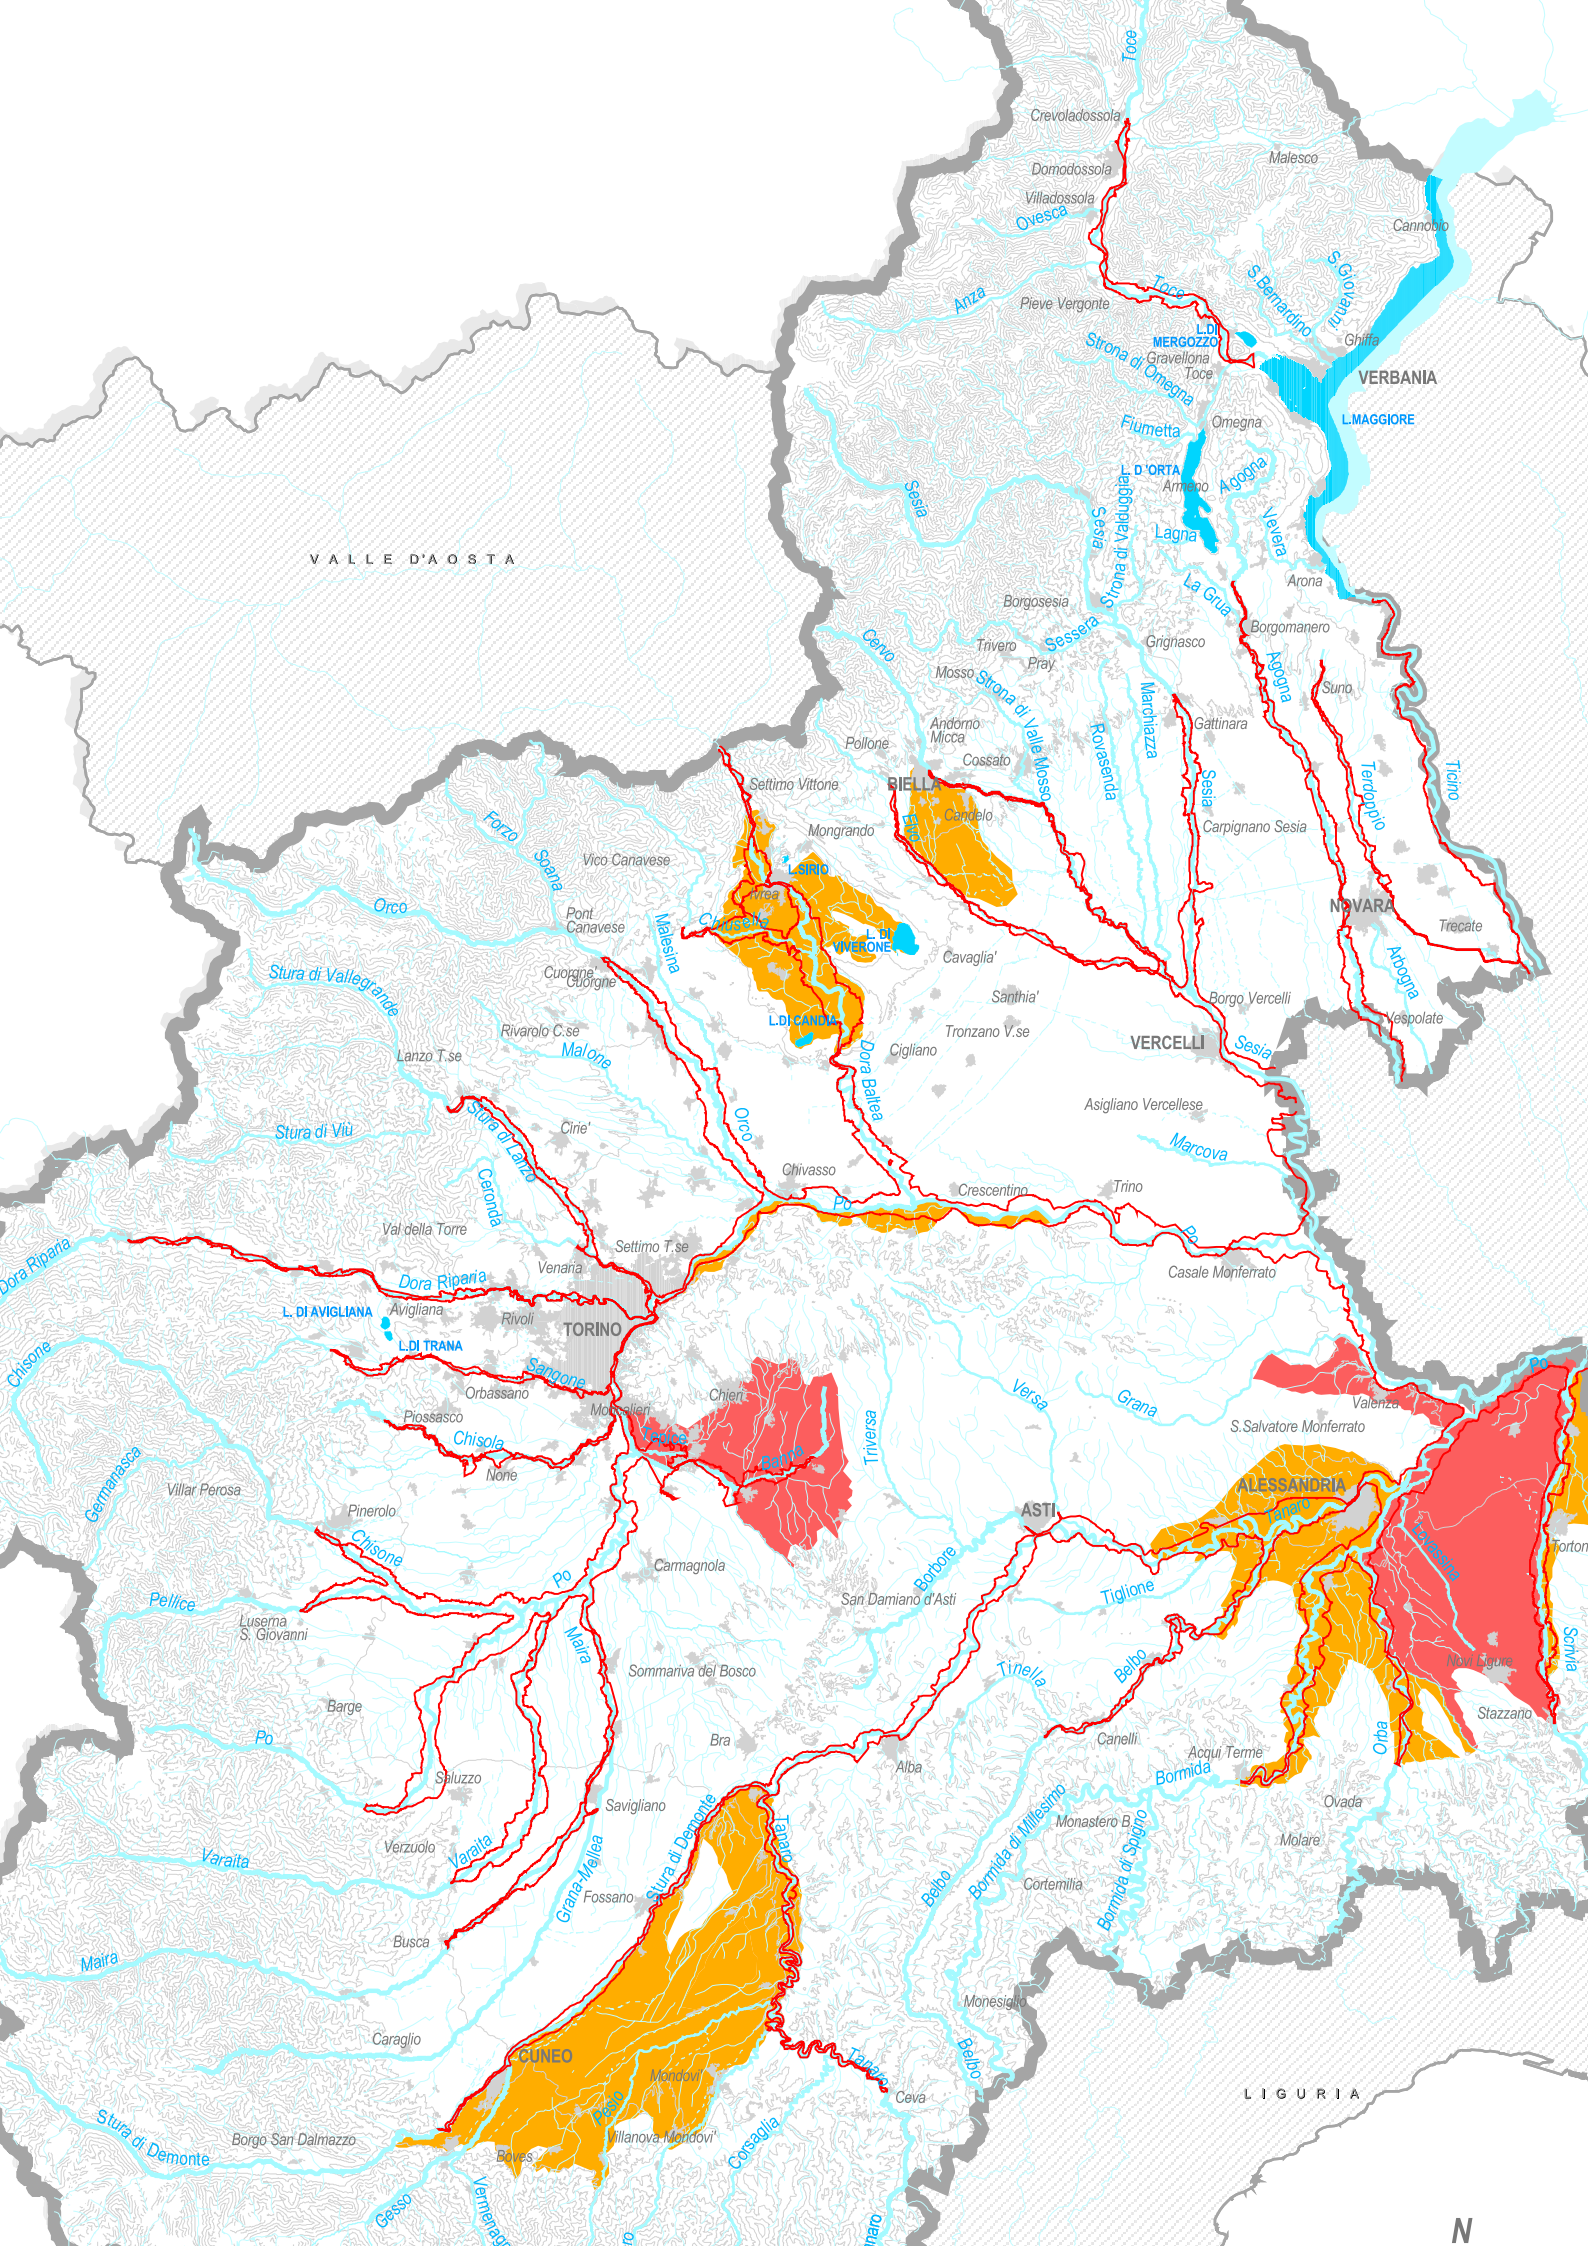 Toce
Crevoladossola
Malesco
Domodossola
Villadossola
Ovesca
Cannobio
S.Giovanni
S.Bernardino
Anza
Toce
Pieve Vergonte
L.DI
MERGOZZO
Ghiffa
Strona di Omegna
Gravellona
Toce
VERBANIA
L.MAGGIORE
Omegna
Fiumetta
L. D 'ORTA
Armeno
Agogna
Sesia
Sesia
Strona di Valduggia
Lagna
Vevera
VALLE D'AOSTA
La Grua
Arona
Borgosesia
Borgomanero
Cervo
Trivero
Sessera
Grignasco
Pray
Mosso
Agogna
Strona di Valle Mosso
Suno
Marchiazza
Rovasenda
Gattinara
Andorno
Micca
Pollone
Cossato
Settimo Vittone
BIELLA
Sesia
Terdoppio
Ticino
Candelo
Elvo
Mongrando
Carpignano Sesia
Forzo
Soana
Vico Canavese
L.SIRIO
Ivrea
Orco
Pont
Canavese
Malesina
Chiusella
L. DI
VIVERONE
NOVARA
Trecate
Arbogna
Cavaglia'
Stura di Vallegrande
Cuorgne'
Cuorgne
Santhia'
Borgo Vercelli
Rivarolo C.se
L.DI CANDIA
Tronzano V.se
Vespolate
Malone
Lanzo T.se
Cigliano
VERCELLI
Sesia
Dora Baltea
Asigliano Vercellese
Stura di Viù
Stura di Lanzo
Cirie'
Orco
Marcova
Ceronda
Chivasso
Crescentino
Trino
Po
Po
Val della Torre
Dora Riparia
Settimo T.se
Venaria
Casale Monferrato
Dora Riparia
L. DI AVIGLIANA
Avigliana
Rivoli
TORINO
L.DI TRANA
Chisone
Sangone
Orbassano
Chieri
Po
Versa
Grana
Valenza
Piossasco
Moncalieri
Triversa
S.Salvatore Monferrato
Chisola
Tepice
Banna
None
Germanasca
Villar Perosa
ALESSANDRIA
Pinerolo
ASTI
Tanaro
Lovassina
Chisone
Borbore
Carmagnola
Po
Tiglione
San Damiano d'Asti
Pellice
Luserna
S. Giovanni
Maira
Scrivia
Sommariva del Bosco
Tinella
Belbo
Novi Ligure
Barge
Stazzano
Po
Bra
Canelli
Orba
Acqui Terme
Alba
Bormida
Saluzzo
Savigliano
Ovada
Stura di Demonte
Tanaro
Bormida di Millesimo
Monastero B.
Molare
Verzuolo
Varaita
Varaita
Grana-Mellea
Belbo
Cortemilia
Bormida di Spigno
Fossano
Busca
Maira
Monesiglio
Caraglio
CUNEO
Belbo
Mondovi'
Tanaro
Ceva
LIGURIA
Pesio
Stura di Demonte
Borgo San Dalmazzo
Villanova Mondovi'
Corsaglia
Boves
Gesso
N